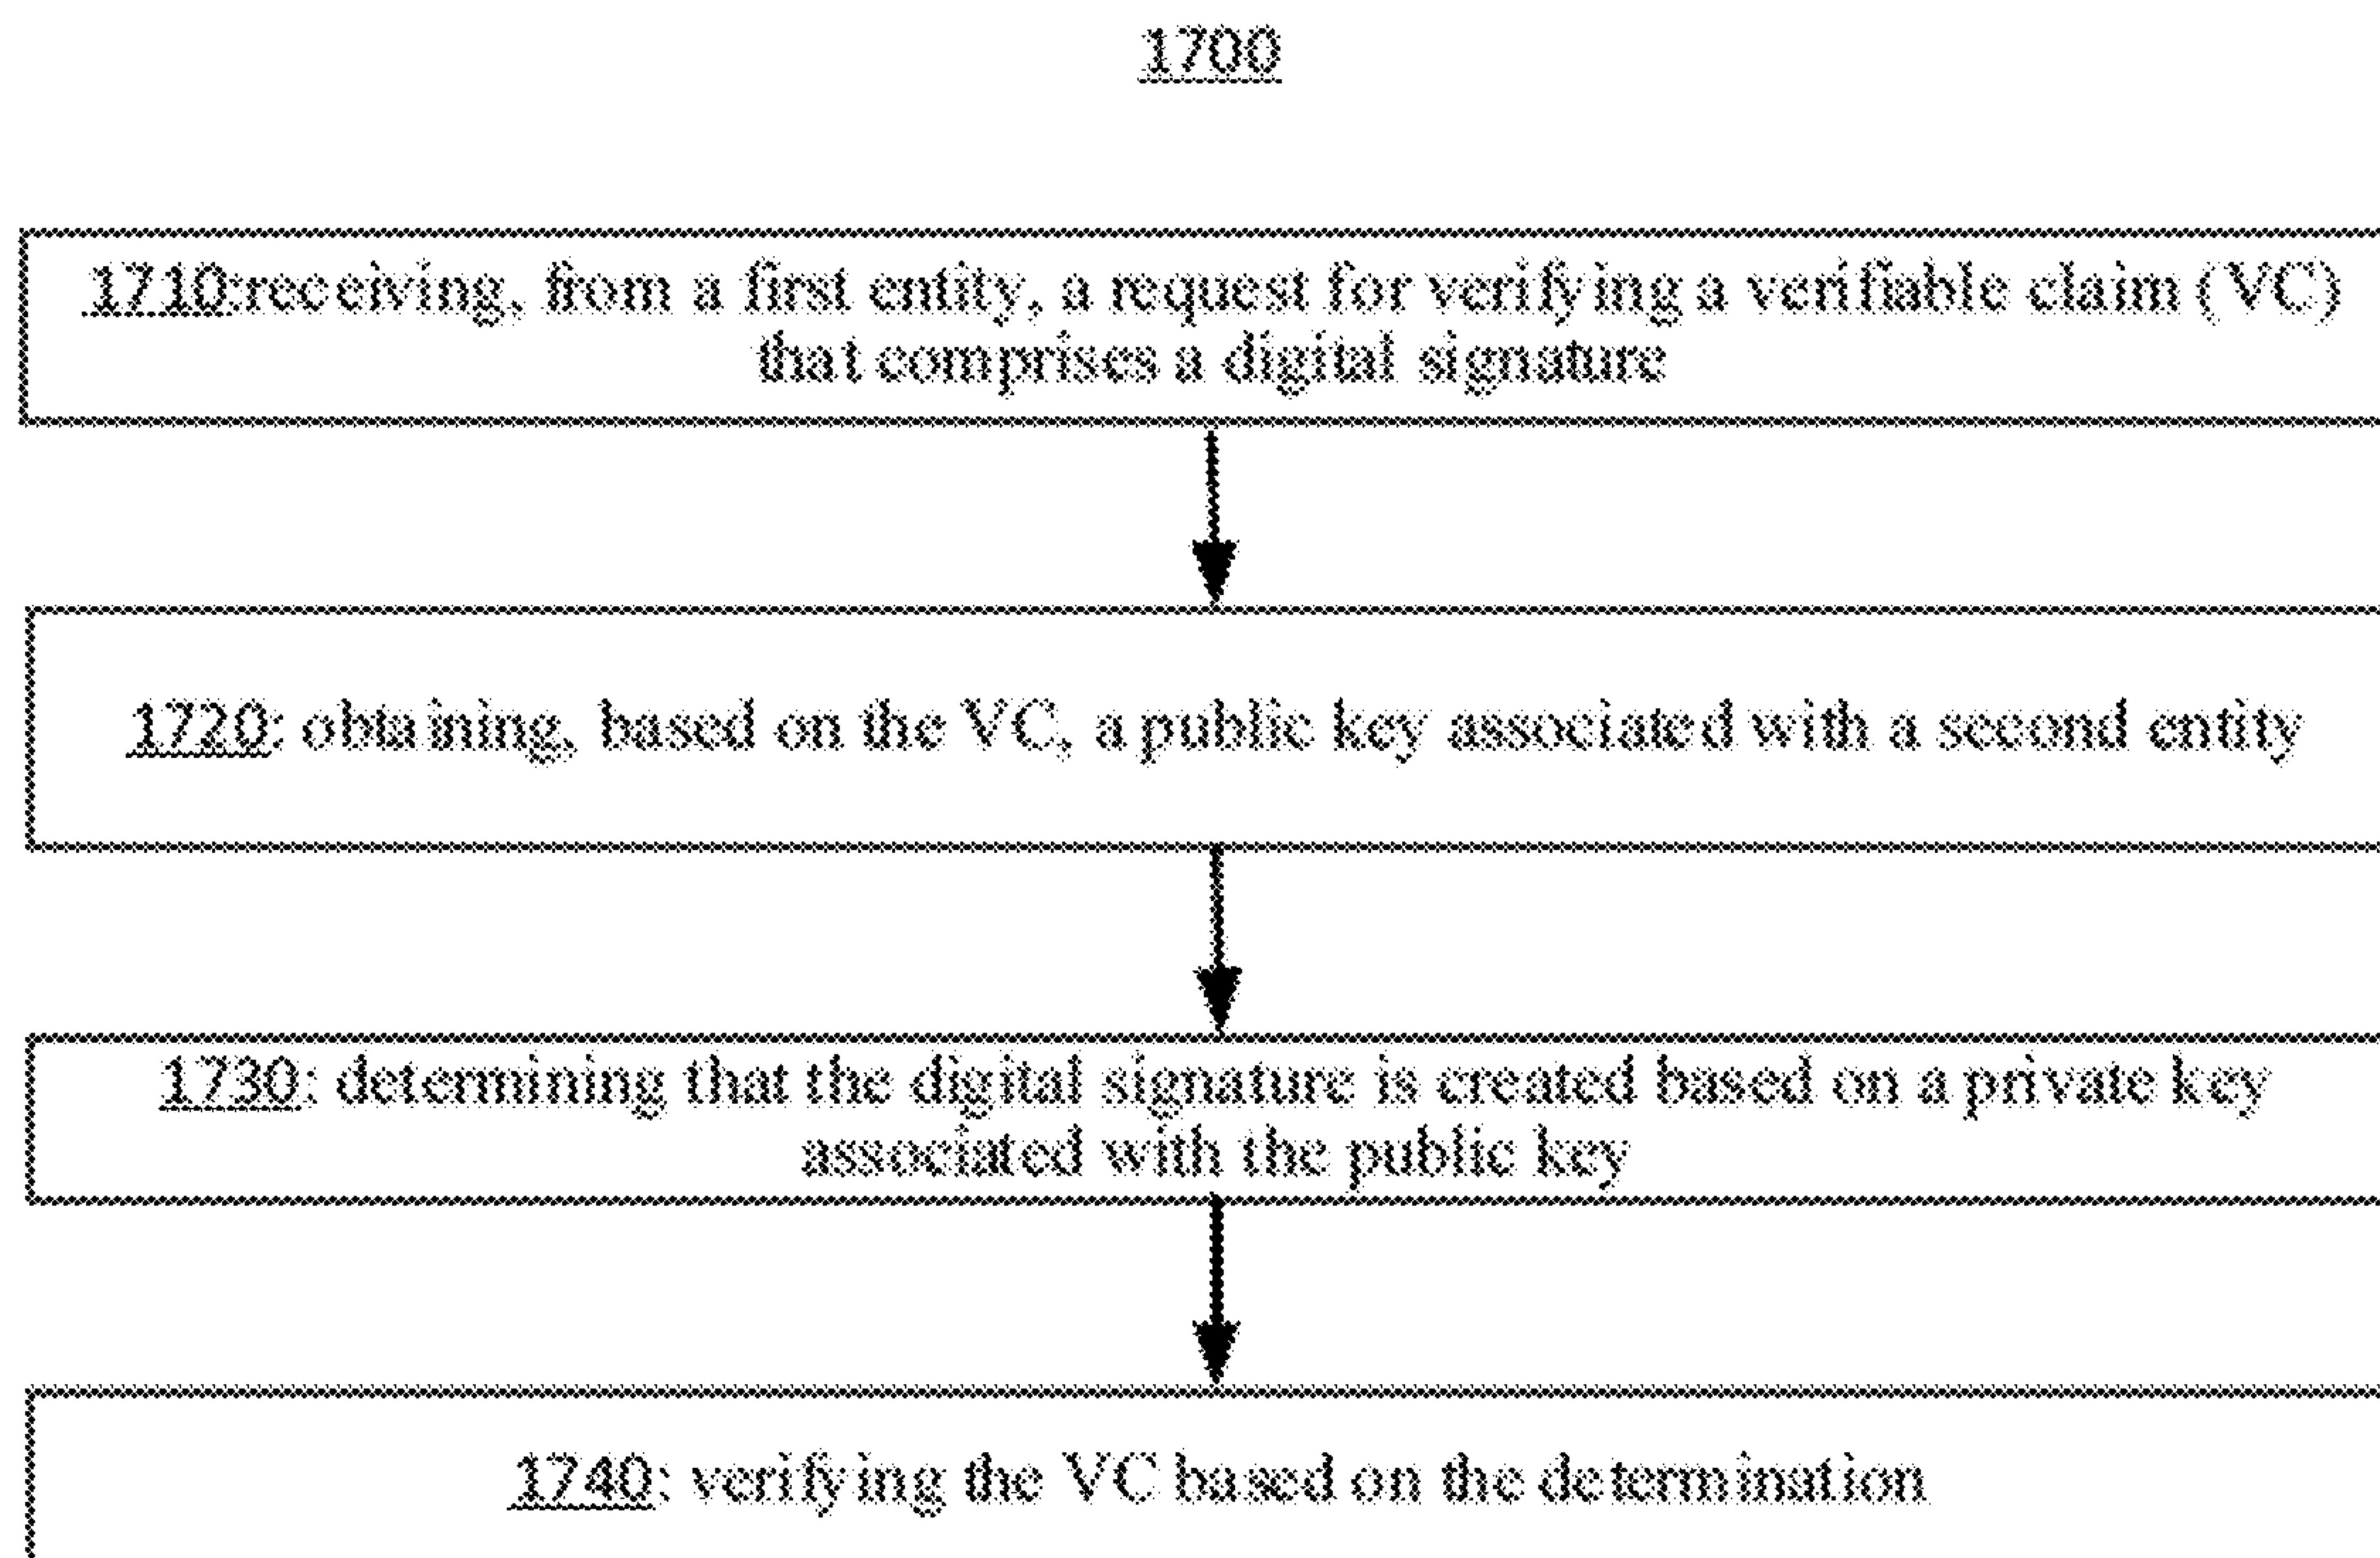 1700
1710:receiving, from a first entity, a request for verifying a verifiable claim (VC)
that comprises a digital signature
1720: obtaining, based on the VC, a public key associated with a second entity
1730: determining that the digital signature is created based on a private key
associated with the public key
1740: verifying the VC based on the determination